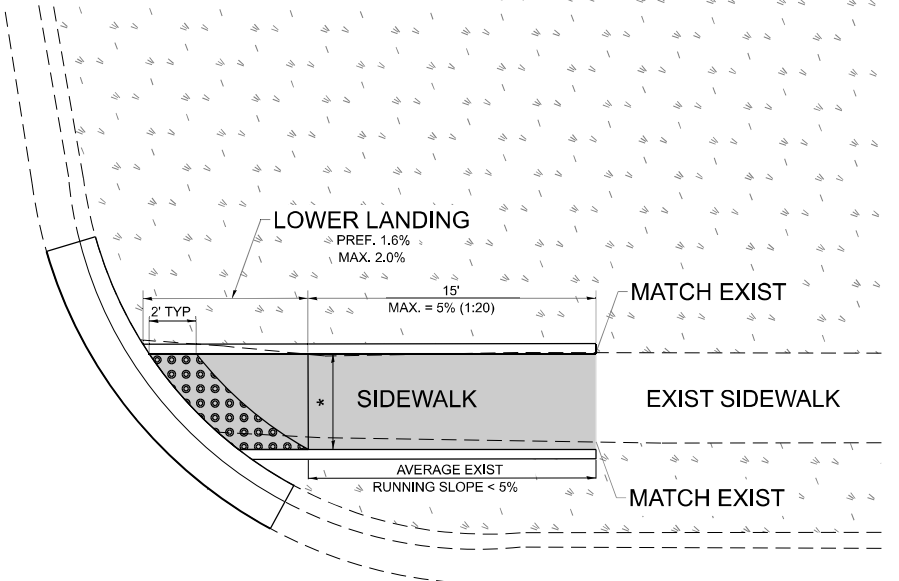 LOWER LANDING
PREF. 1.6%
MAX. 2.0%
15'
MAX. = 5% (1:20)
MATCH EXIST
2' TYP
* SIDEWALK
EXIST SIDEWALK
AVERAGE EXIST
RUNNING SLOPE < 5%
MATCH EXIST